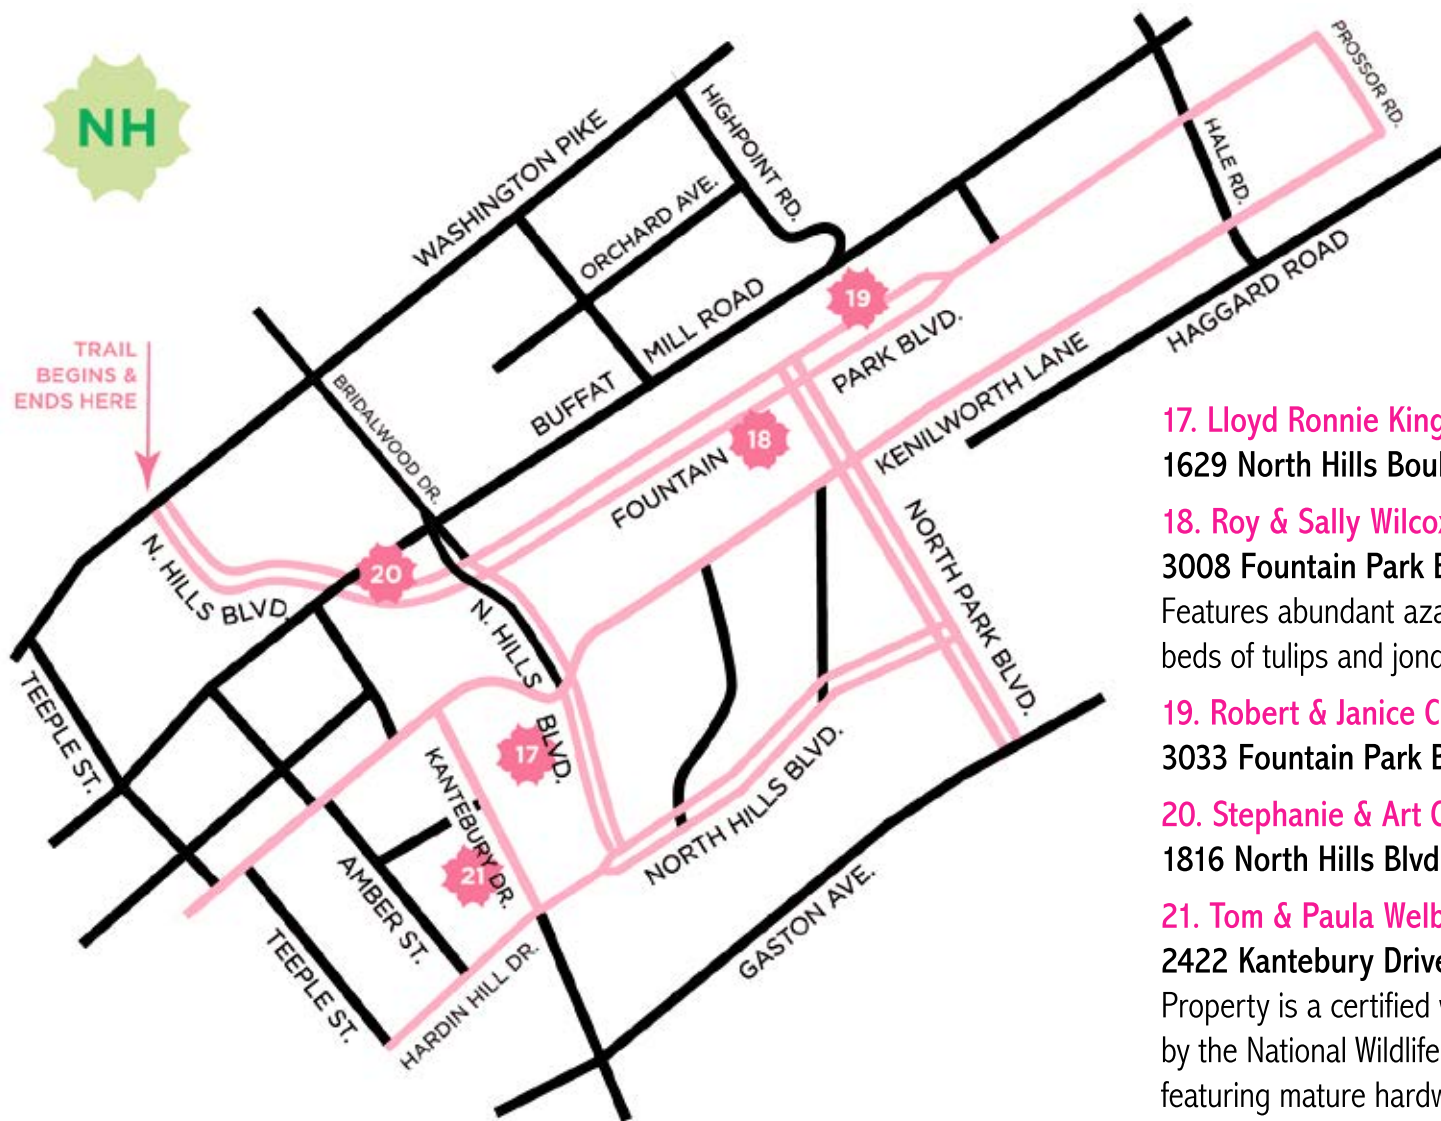 NH
WASHINGTON PIKE
HIGHPOINT RD.
ORCHARD AVE.
PROSSOR RD.
HALE RD.
HAGGARD ROAD
TRAIL
BEGINS &
ENDS HERE
BRIDALWOOD DR.
BUFFAT MILL ROAD
19
PARK BLVD.
KENILWORTH LANE
18
FOUNTAIN
20
N. HILLS BLVD.
N. HILLS BLVD.
NORTH PARK BLVD.
TEEPLE ST.
17
KANTEBURY DR.
21
NORTH HILLS BLVD.
AMBER ST.
GASTON AVE.
TEEPLE ST.
HARDIN HILL DR.
17. Lloyd Ronnie King
1629 North Hills Boul
18. Roy & Sally Wilcox
3008 Fountain Park B
Features abundant aza
beds of tulips and jond
19. Robert & Janice C
3033 Fountain Park B
20. Stephanie & Art C
1816 North Hills Blvd
21. Tom & Paula Welb
2422 Kantebury Drive
Property is a certified
by the National Wildlife
featuring mature hardw